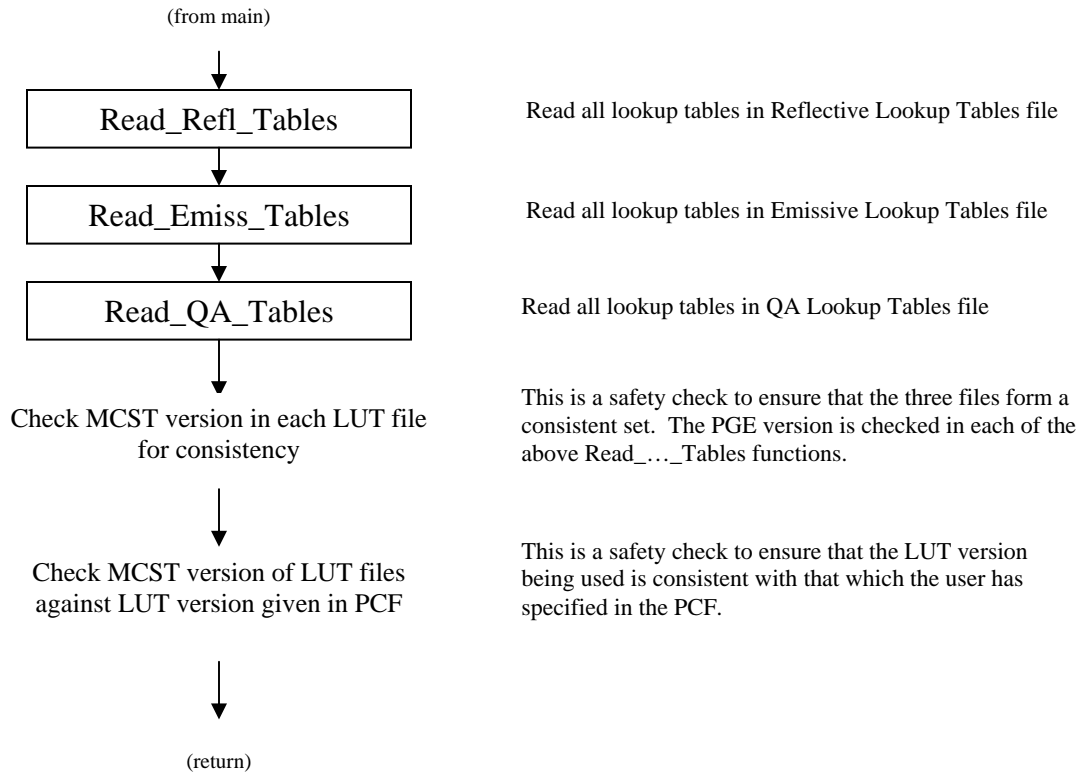 (from main)
Read_Refl_Tables
Read all lookup tables in Reflective Lookup Tables file
Read_Emiss_Tables
Read all lookup tables in Emissive Lookup Tables file
Read_QA_Tables
Read all lookup tables in QA Lookup Tables file
Check MCST version in each LUT file
for consistency
This is a safety check to ensure that the three files form a
consistent set.  The PGE version is checked in each of the
above Read_…_Tables functions.
Check MCST version of LUT files
against LUT version given in PCF
This is a safety check to ensure that the LUT version
being used is consistent with that which the user has
specified in the PCF.
(return)